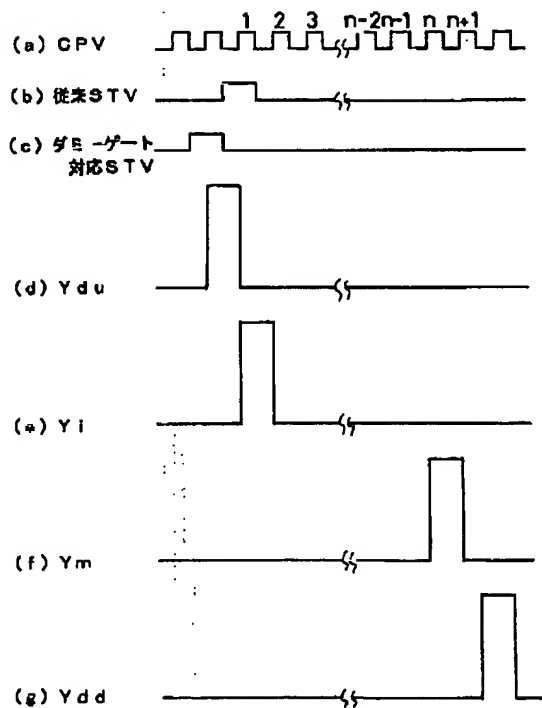 1 2 3 n-2 n-1 n n+1
(a) CPV
(b) 従来STV
(c) ダミーゲート
対応STV
(d) Ydu
(e) Yi
(f) Ym
(g) Ydd